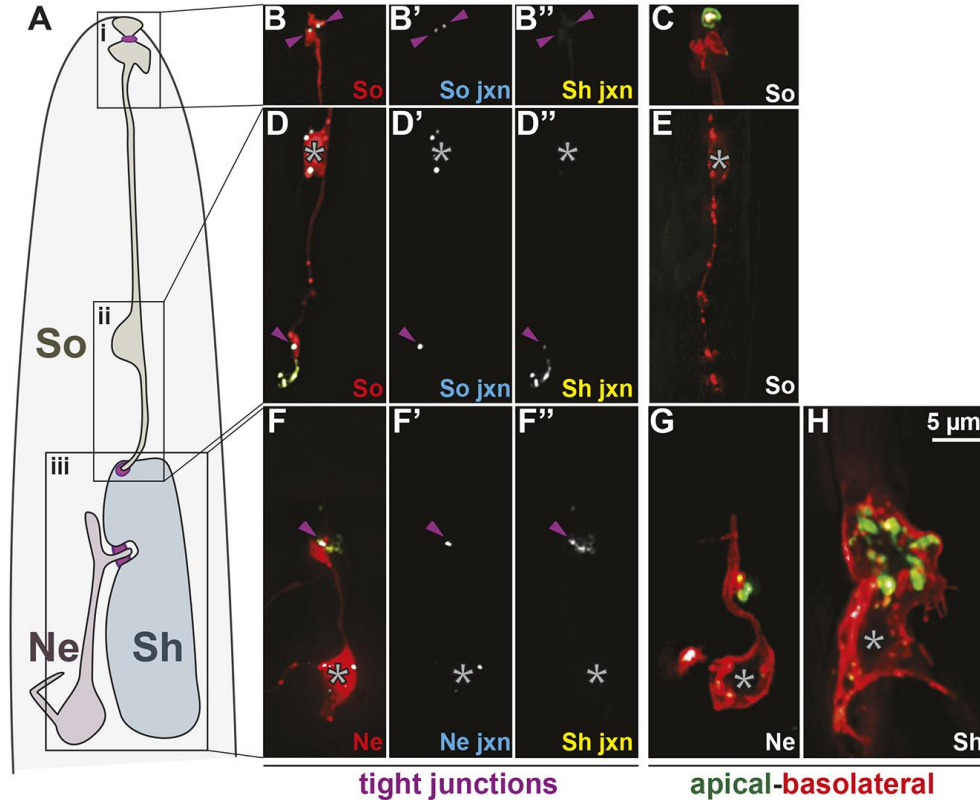 A
i
So
ii
iii
Ne
Sh
B
So
B’
So jxn
B’’
Sh jxn
C
So
D
*
So
D’
*
So jxn
D’’
*
Sh jxn
E
*
So
F
*
Ne
F’
*
Ne jxn
F’’
*
Sh jxn
G
*
Ne
H
5 µm
*
Sh
tight junctions
apical-basolateral